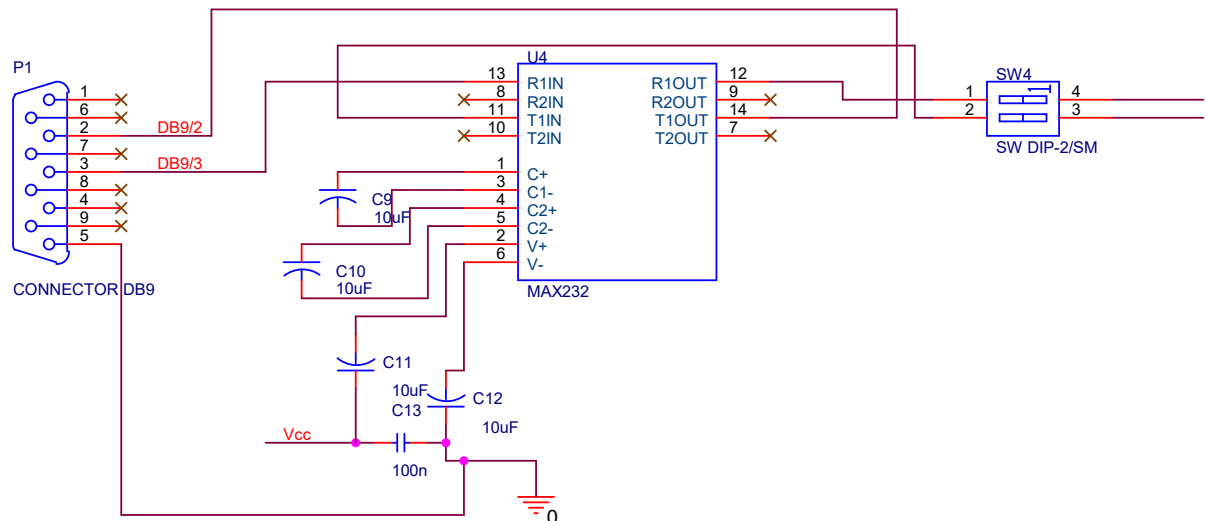 P1
1
6
2
7
3
8
4
9
5
CONNECTOR DB9
DB9/2
DB9/3
U4
13 R1IN R1OUT 12
8 R2IN R2OUT 9
11 T1IN T1OUT 14
10 T2IN T2OUT 7
1 C+
3 C1-
4 C2+
5 C2-
2 V+
6 V-
MAX232
C9
10uF
C10
10uF
C11
10uF
C12
10uF
C13
100n
Vcc
0
SW4
1 1 4
2 3
SW DIP-2/SM